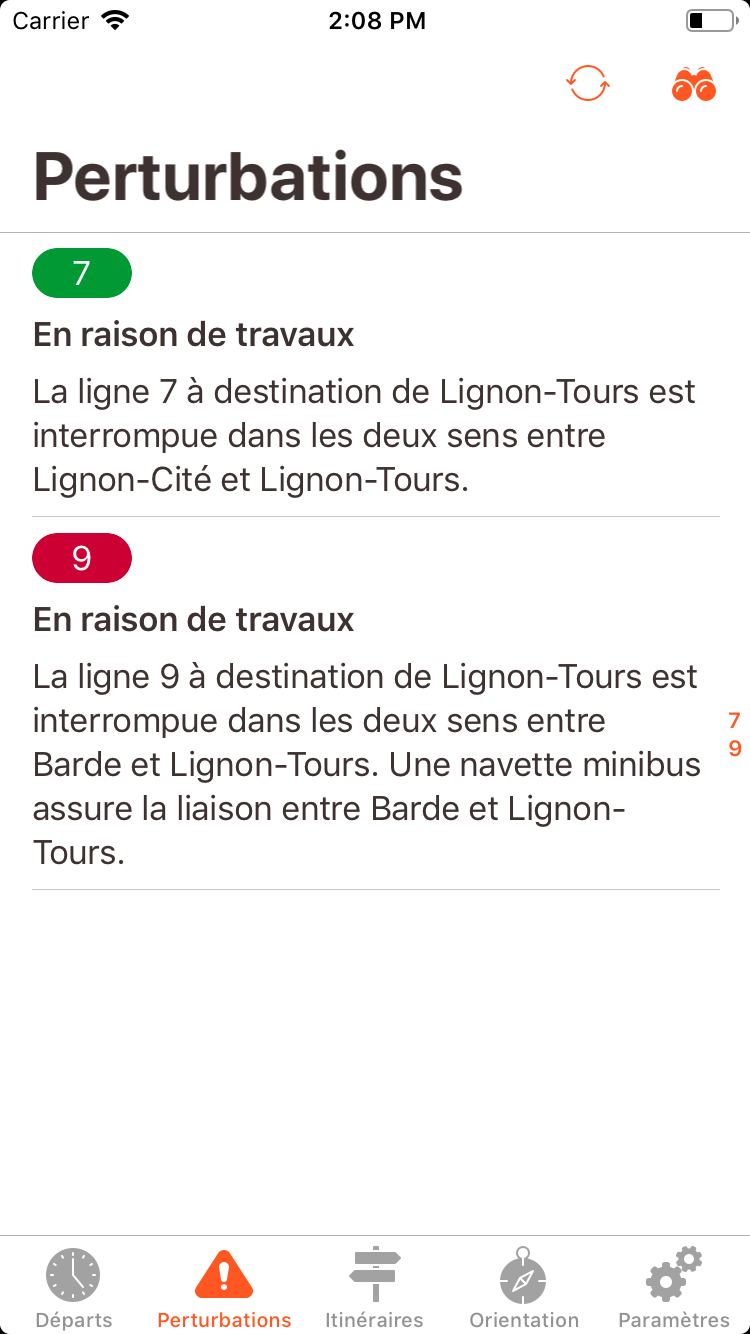 Carrier 2:08 PM
Perturbations
7
En raison de travaux
La ligne 7 à destination de Lignon-Tours est
interrompue dans les deux sens entre
Lignon-Cité et Lignon-Tours.
9
En raison de travaux
La ligne 9 à destination de Lignon-Tours est
interrompue dans les deux sens entre
Barde et Lignon-Tours. Une navette minibus
assure la liaison entre Barde et Lignon-
Tours.
7
9
Départs Perturbations Itinéraires Orientation Paramètres